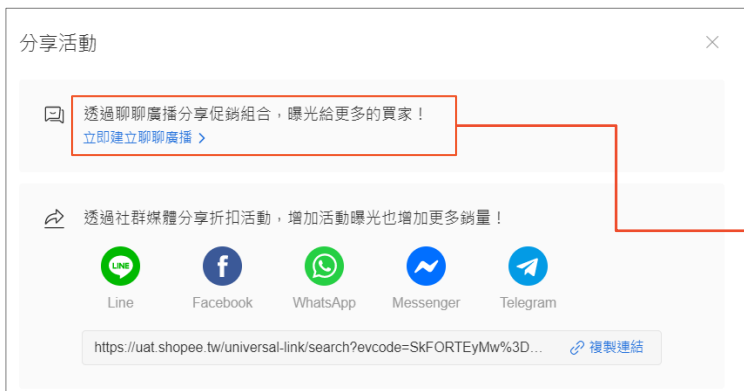 分享活動
透過聊聊廣播分享促銷組合，曝光給更多的買家！
立即建立聊聊廣播 >
透過社群媒體分享折扣活動，增加活動曝光也增加更多銷量！
LINE
Line Facebook WhatsApp Messenger Telegram
https://uat.shopee.tw/universal-link/search?evcode=SkFORTEyMw%3D... 複製連結